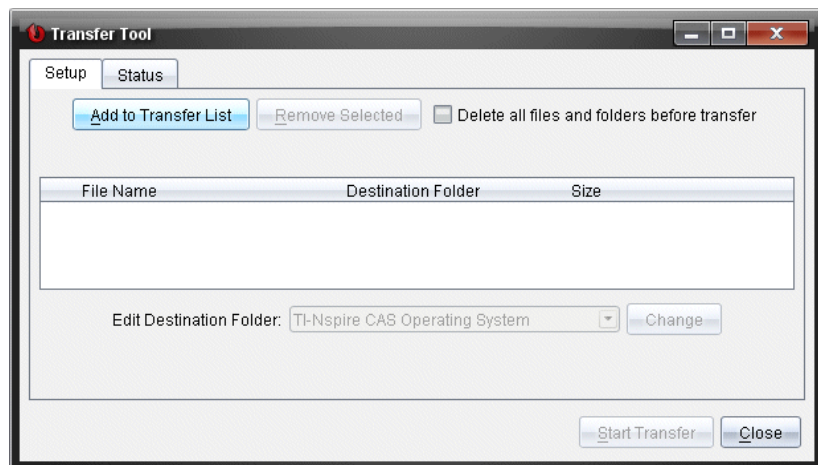 Transfer Tool
Setup Status
Add to Transfer List Remove Selected Delete all files and folders before transfer
File Name Destination Folder Size
Edit Destination Folder: TI-Nspire CAS Operating System Change
Start Transfer Close